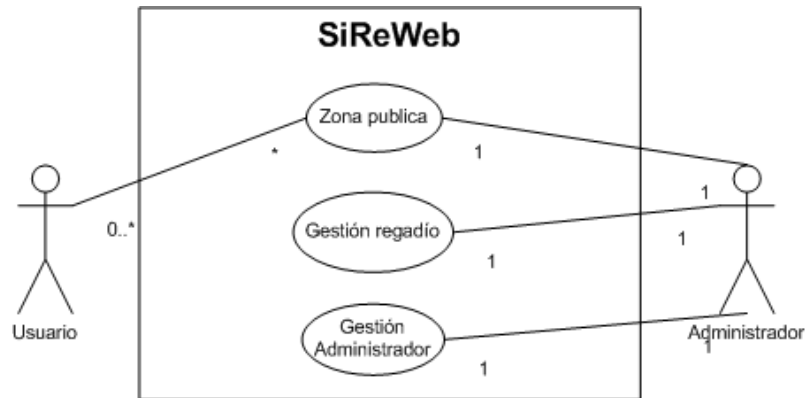 SiReWeb
Zona publica
*
1
1
0..*
Gestión regadío
1
1
Usuario
Gestión
Administrador
1
Administrador
1